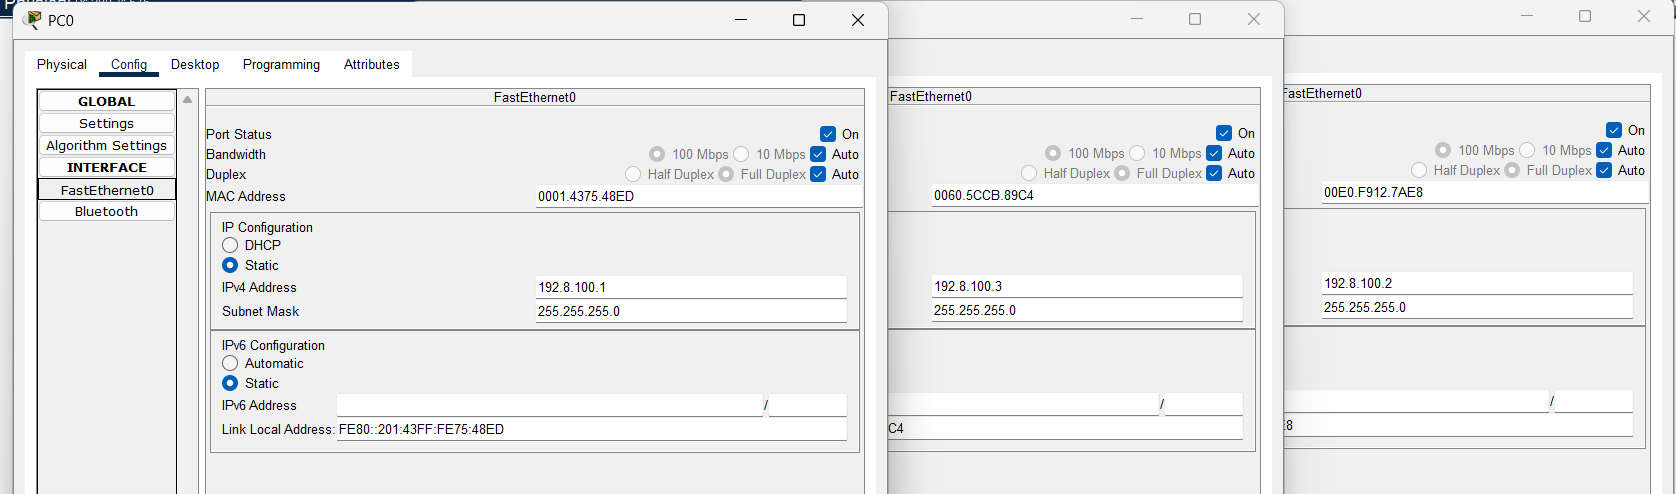 PC0
Physical Config Desktop Programming Attributes
GLOBAL
Settings
Algorithm Settings
INTERFACE
FastEthernet0
Bluetooth
FastEthernet0
Port Status On
Bandwidth 100 Mbps 10 Mbps Auto
Duplex Half Duplex Full Duplex Auto
MAC Address 0001.4375.48ED
IP Configuration
DHCP
Static
IPv4 Address 192.8.100.1
Subnet Mask 255.255.255.0
IPv6 Configuration
Automatic
Static
IPv6 Address /
Link Local Address: FE80::201:43FF:FE75:48ED
FastEthernet0
On
100 Mbps 10 Mbps Auto
Half Duplex Full Duplex Auto
0060.5CCB.89C4
192.8.100.3
255.255.255.0
/
C4
FastEthernet0
On
100 Mbps 10 Mbps Auto
Half Duplex Full Duplex Auto
00E0.F912.7AE8
192.8.100.2
255.255.255.0
/
E8